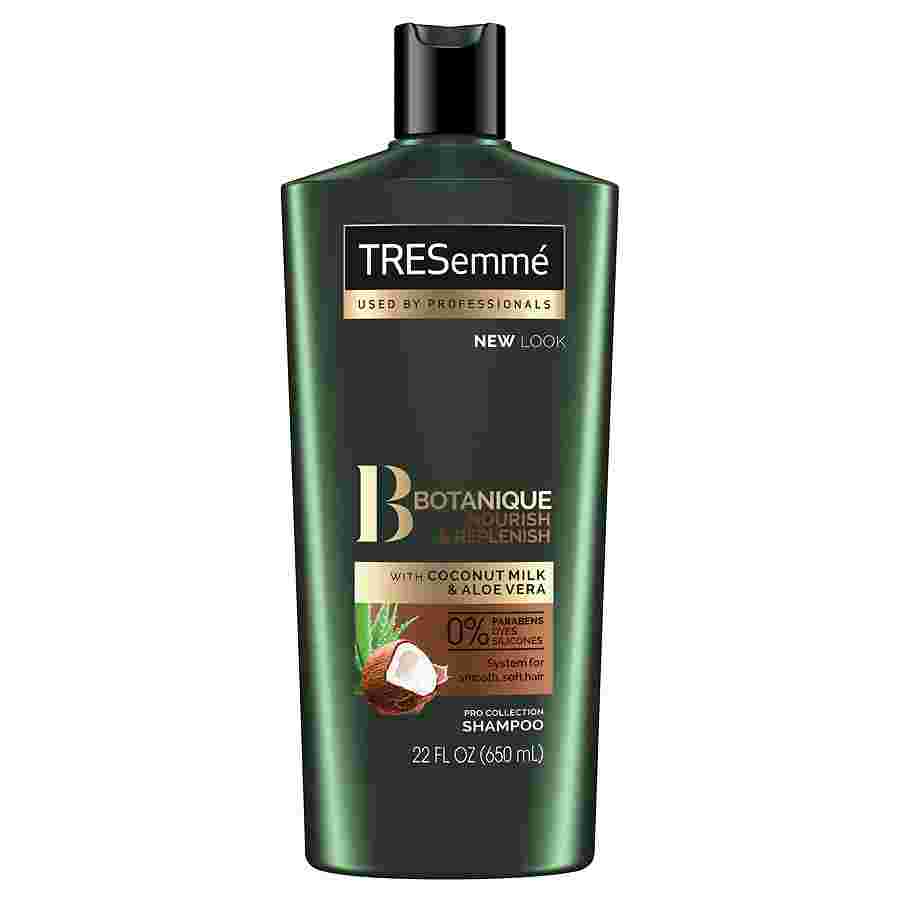 TRESemmé
USED BY PROFESSIONALS
NEW LOOK
B BOTANIQUE
NOURISH
& REPLENISH
WITH COCONUT MILK
& ALOE VERA
0% PARABENS
DYES
SILICONES
System for
smooth, soft hair
PRO COLLECTION
SHAMPOO
22 FL OZ (650 mL)